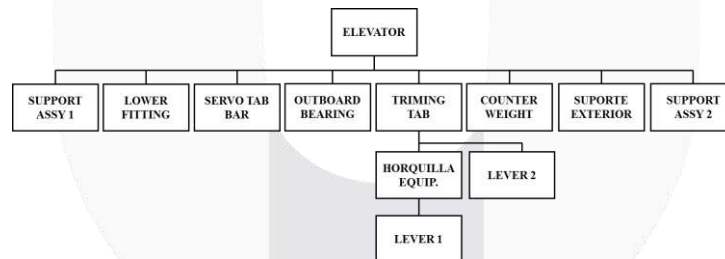 ELEVATOR
SUPPORT
ASSY 1
LOWER
FITTING
SERVO TAB
BAR
OUTBOARD
BEARING
TRIMING
TAB
COUNTER
WEIGHT
SUPORTE
EXTERIOR
SUPPORT
ASSY 2
HORQUILLA
EQUIP.
LEVER 2
LEVER 1